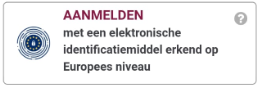 AANMELDEN
met een elektronische
identificatiemiddel erkend op
Europees niveau
?